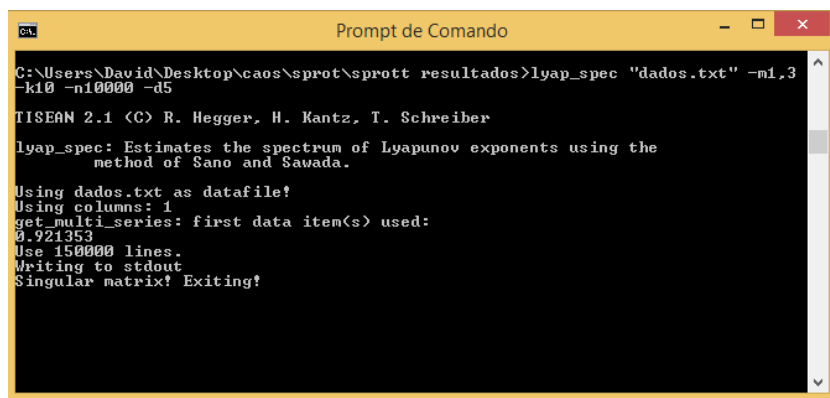 Prompt de Comando
C:\Users\David\Desktop\caos\sprot\sprott resultados>lyap_spec "dados.txt" -m1,3
-k10 -n10000 -d5
TISEAN 2.1 (C) R. Hegger, H. Kantz, T. Schreiber
lyap_spec: Estimates the spectrum of Lyapunov exponents using the
method of Sano and Sawada.
Using dados.txt as datafile!
Using columns: 1
get_multi_series: first data item(s) used:
0.921353
Use 150000 lines.
Writing to stdout
Singular matrix! Exiting!